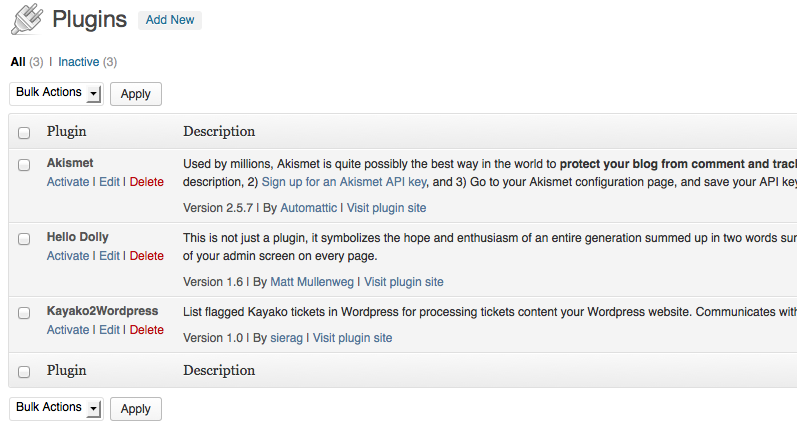 Plugins Add New
All (3) | Inactive (3)
Bulk Actions Apply
Plugin Description
Akismet Used by millions, Akismet is quite possibly the best way in the world to protect your blog from comment and
Activate | Edit | Delete description, 2) Sign up for an Akismet API key, and 3) Go to your Akismet configuration page, and save your API key
Version 2.5.7 | By Automattic | Visit plugin site
Hello Dolly This is not just a plugin, it symbolizes the hope and enthusiasm of an entire generation summed up in two words
Activate | Edit | Delete of your admin screen on every page.
Version 1.6 | By Matt Mullenweg | Visit plugin site
Kayako2Wordpress List flagged Kayako tickets in Wordpress for processing tickets content your Wordpress website. Communicates
Activate | Edit | Delete
Version 1.0 | By sierag | Visit plugin site
Plugin Description
Bulk Actions Apply